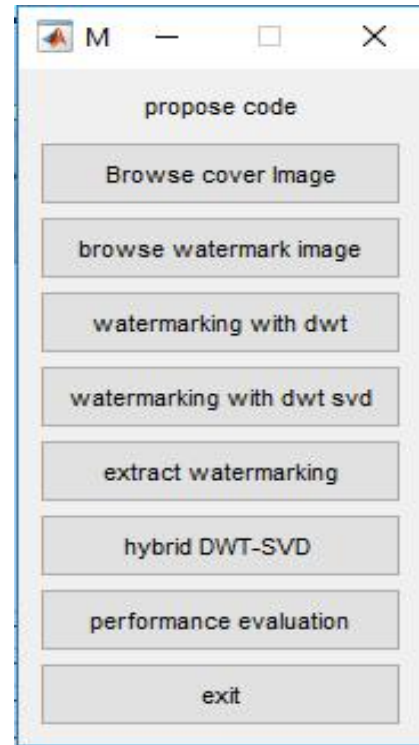 M
propose code
Browse cover Image
browse watermark image
watermarking with dwt
watermarking with dwt svd
extract watermarking
hybrid DWT-SVD
performance evaluation
exit